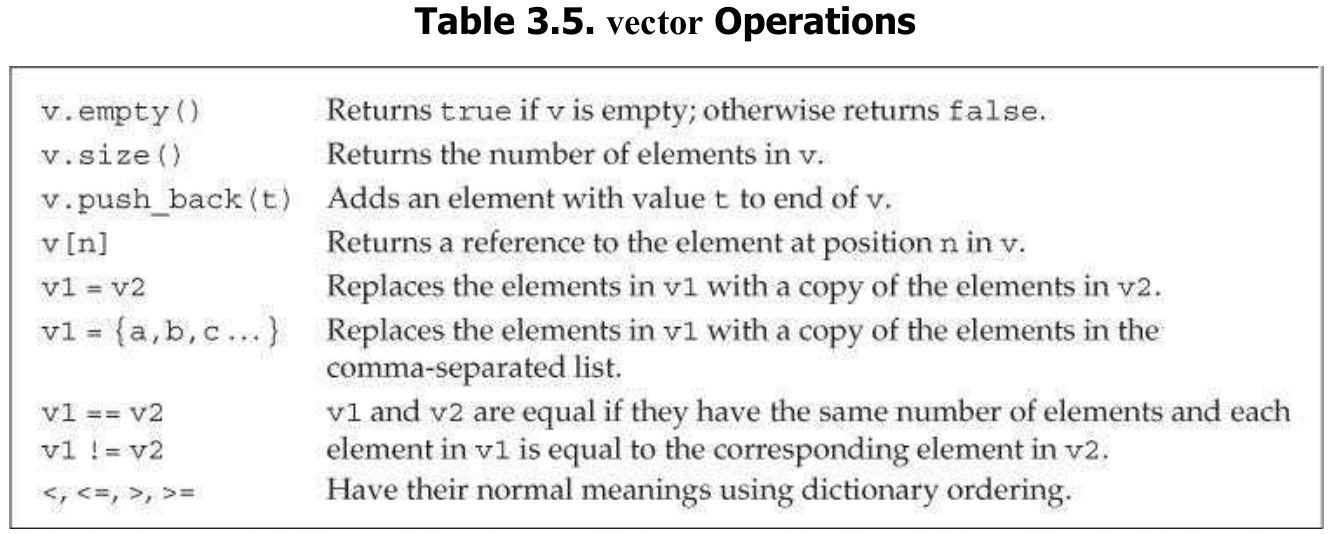 Table 3.5. vector Operations
v.empty() Returns true if v is empty; otherwise returns false.
v.size() Returns the number of elements in v.
v.push_back(t) Adds an element with value t to end of v.
v[n] Returns a reference to the element at position n in v.
v1 = v2 Replaces the elements in v1 with a copy of the elements in v2.
v1 = {a,b,c ... } Replaces the elements in v1 with a copy of the elements in the
comma-separated list.
v1 == v2 v1 and v2 are equal if they have the same number of elements and each
v1 != v2 element in v1 is equal to the corresponding element in v2.
<, <=, >, >= Have their normal meanings using dictionary ordering.